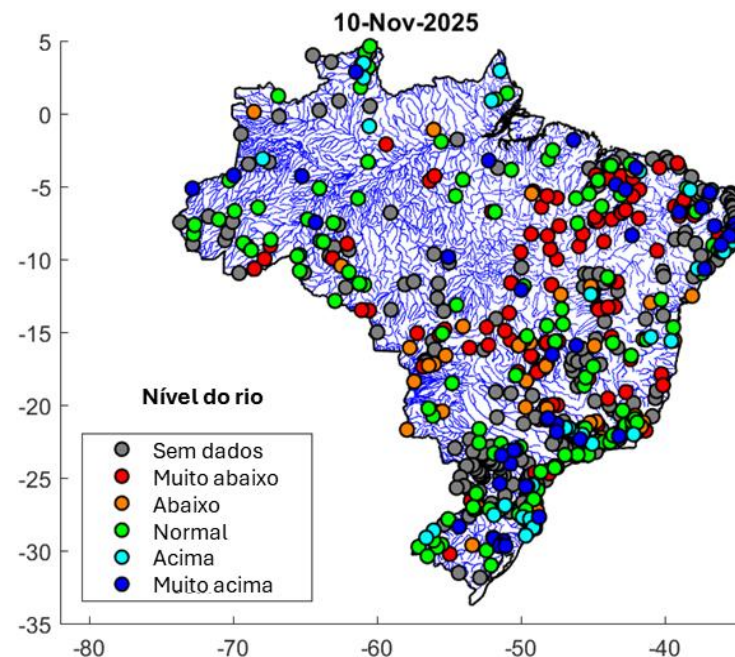 10-Nov-2025
5
0
-5
-10
-15
-20
-25
-30
-35
Nível do rio
Sem dados
Muito abaixo
Abaixo
Normal
Acima
Muito acima
-80 -70 -60 -50 -40